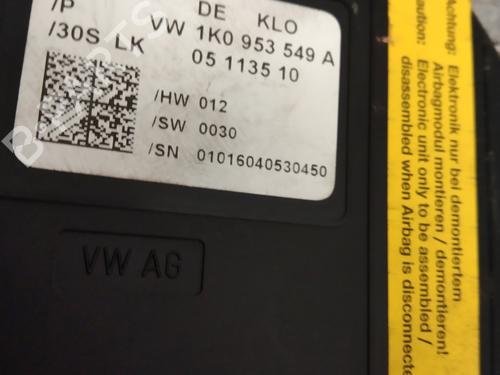 /P DE KLO
/30S LK VW 1K0 953 549 A
05 1135 10
/HW 012
/SW 0030
/SN 01016040530450
VW AG
Achtung: Elektronik nur bei demontiertem
Airbagmodul montieren / demontieren!
Caution: Electronic unit only to be assembled /
disassembled when Airbag is disconnecte